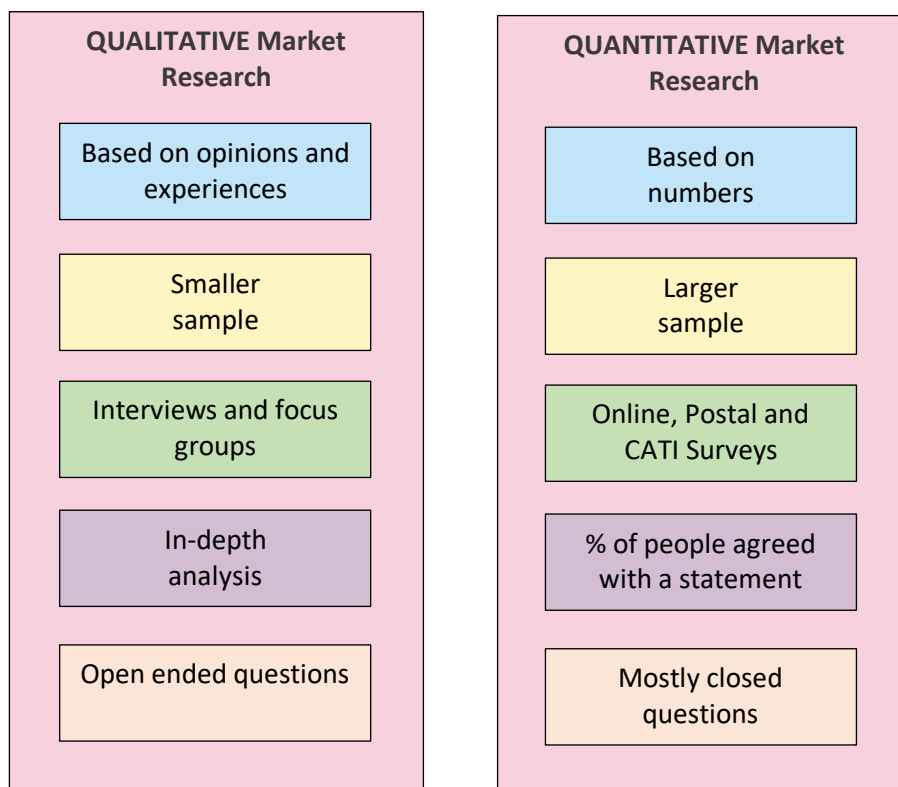 QUALITATIVE Market
Research
Based on opinions and
experiences
Smaller
sample
Interviews and focus
groups
In-depth
analysis
Open ended questions
QUANTITATIVE Market
Research
Based on
numbers
Larger
sample
Online, Postal and
CATI Surveys
% of people agreed
with a statement
Mostly closed
questions